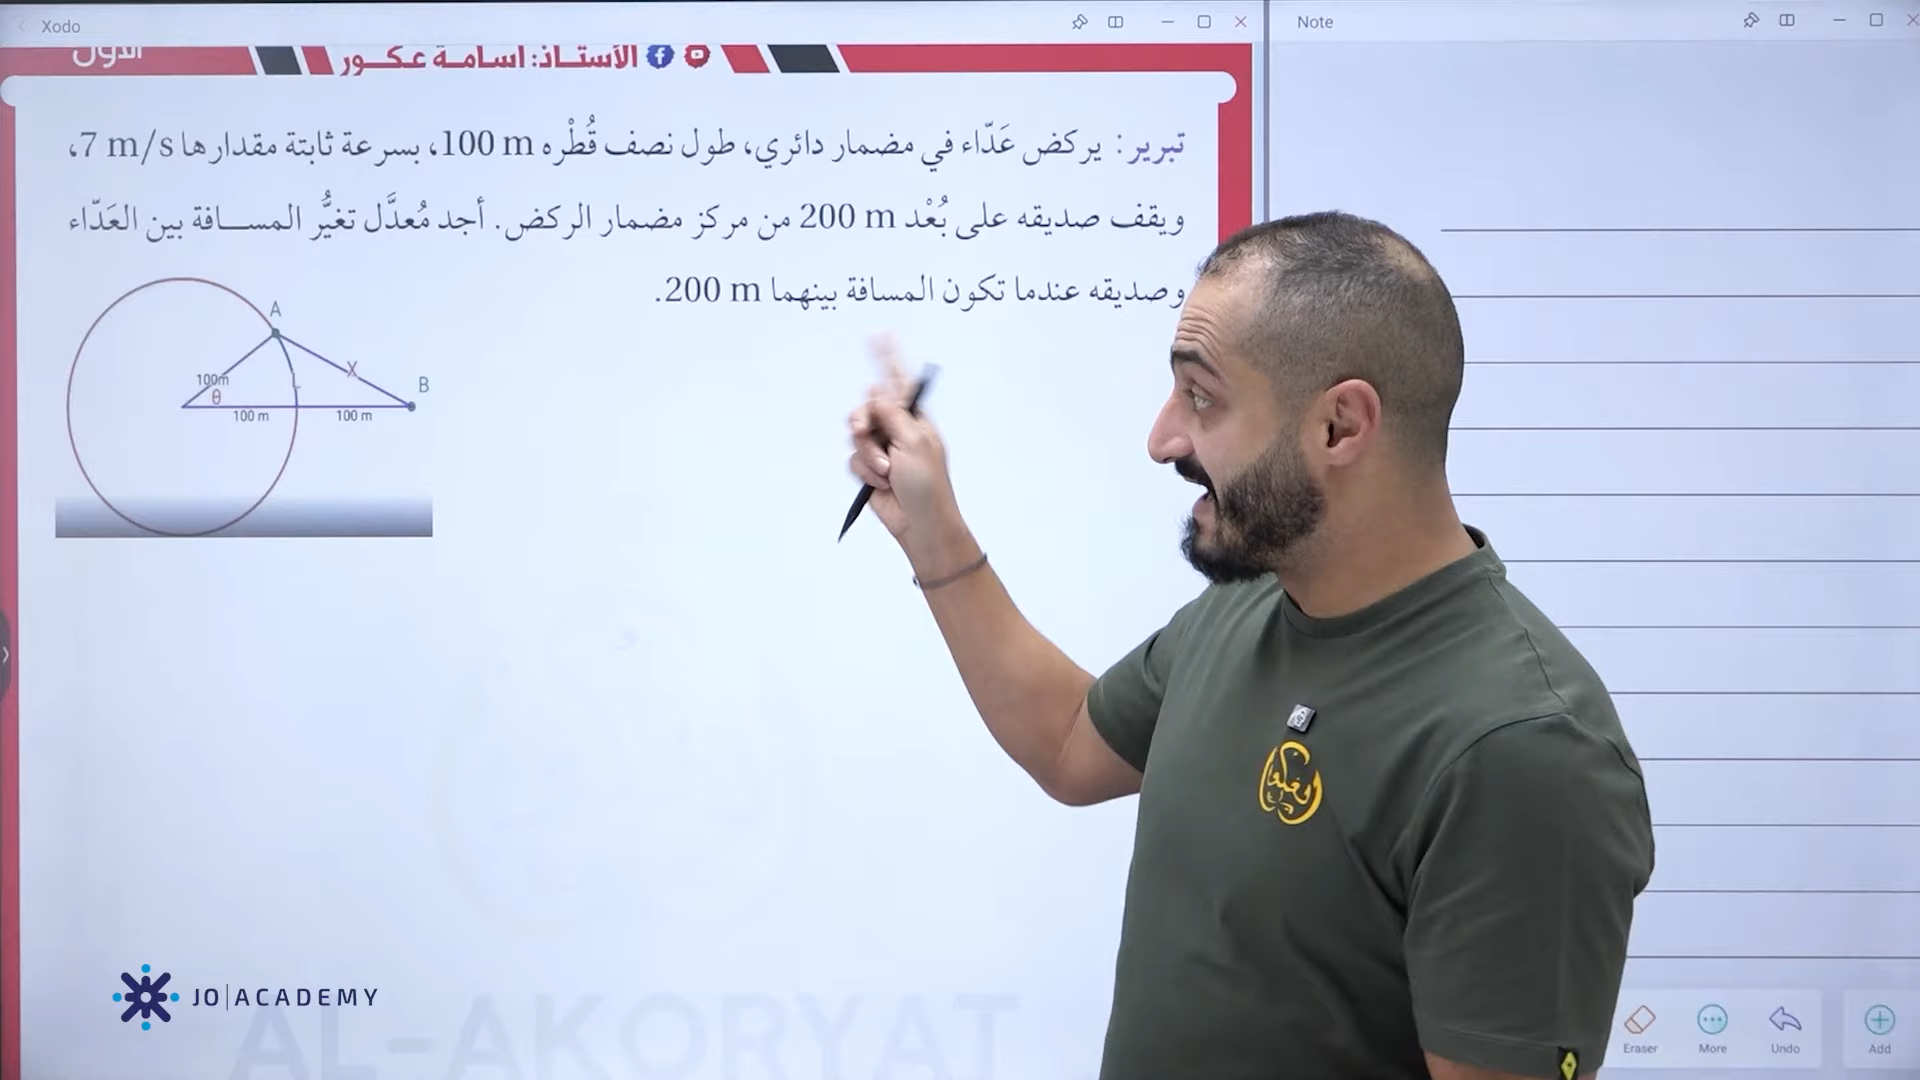 Xodo
Note
الأول
الأستاذ: اسامة عكور
تبرير: يركض عَدّاء في مضمار دائري، طول نصف قُطْره 100 m، بسرعة ثابتة مقدارها 7 m/s،
ويقف صديقه على بُعْد 200 m من مركز مضمار الركض. أجد مُعدَّل تغيُّر المسافة بين العَدّاء
وصديقه عندما تكون المسافة بينهما 200 m.
A
X
B
100m
θ
L
100 m 100 m
JO|ACADEMY
AL-AKORYAT
Eraser More Undo Add